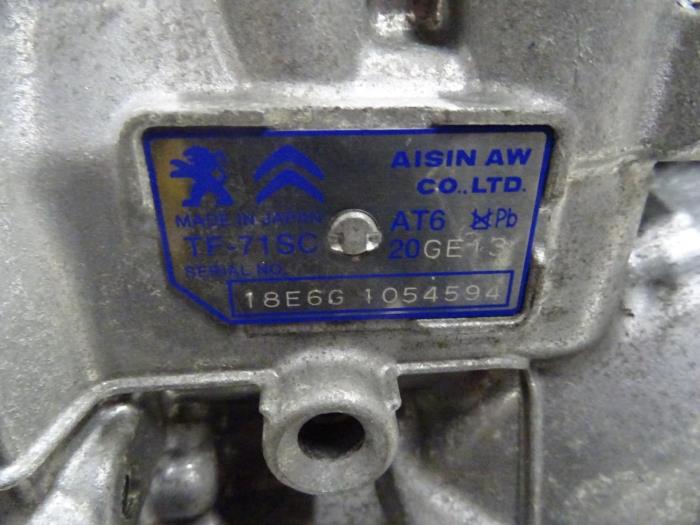 AISIN AW
CO.,LTD.
MADE IN JAPAN
AT6 Pb
TF-71SC
20GE13
SERIAL NO.
18E6G 1054594